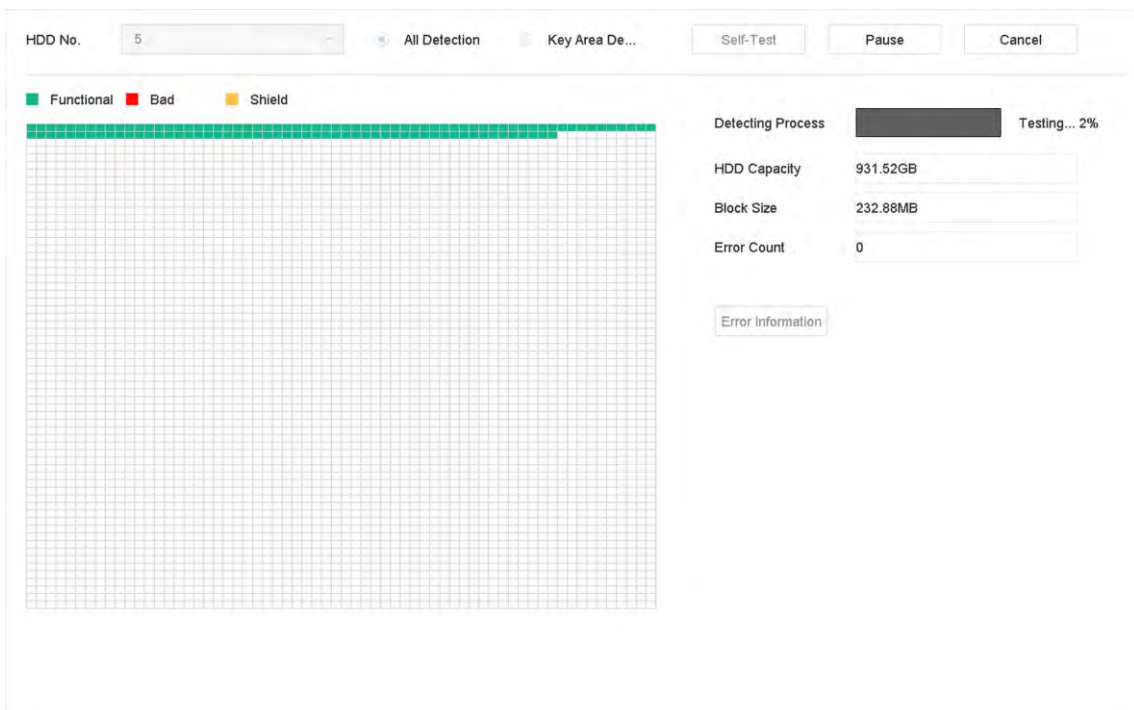 HDD No. 5 All Detection Key Area De... Self-Test Pause Cancel
Functional Bad Shield
Detecting Process Testing... 2%
HDD Capacity 931.52GB
Block Size 232.88MB
Error Count 0
Error Information